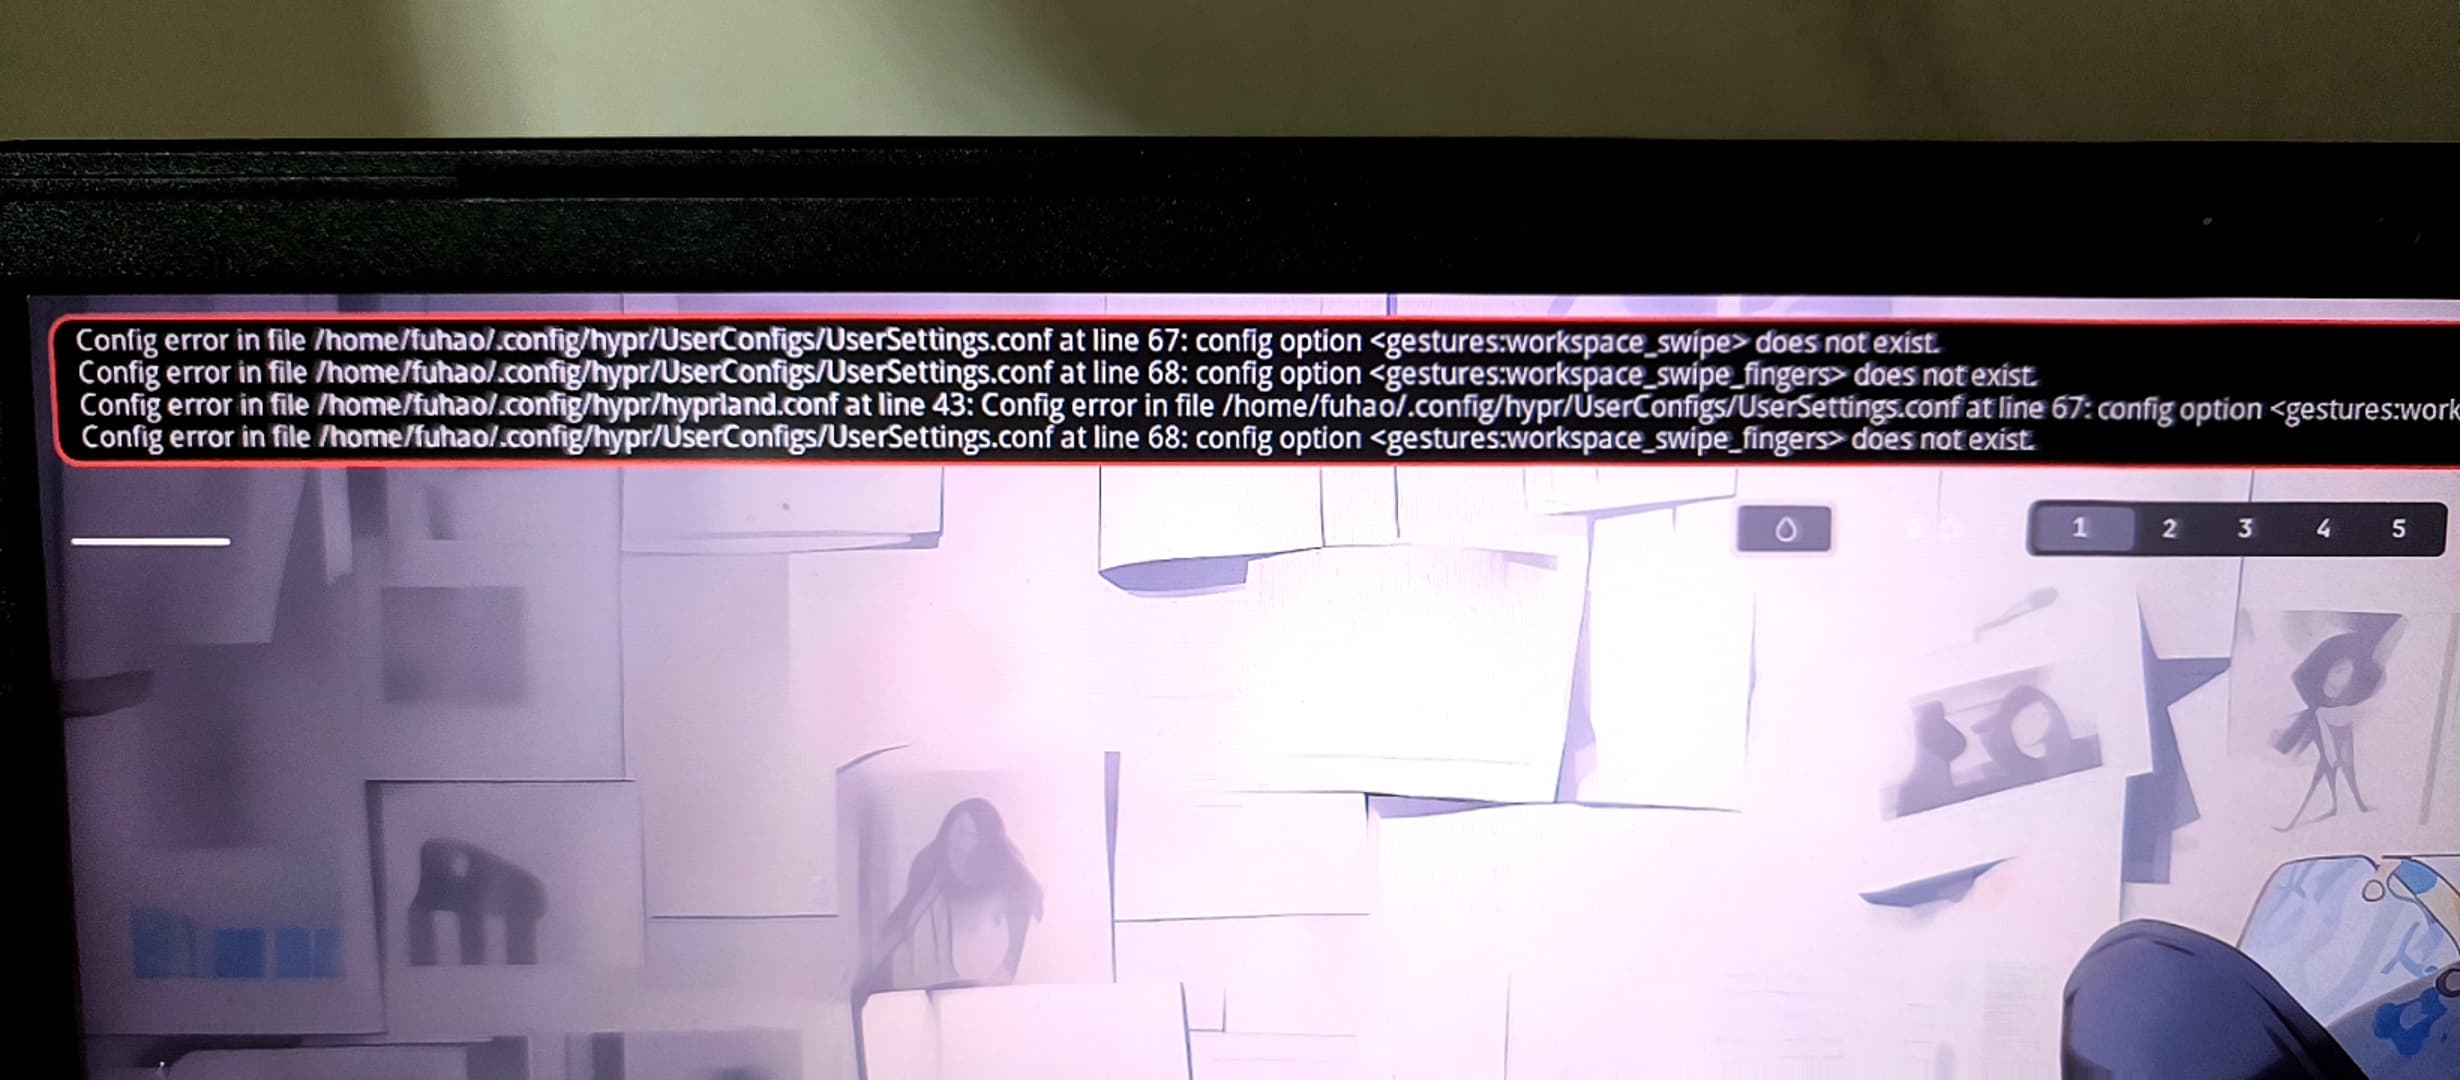 Config error in file /home/fuhao/.config/hypr/UserConfigs/UserSettings.conf at line 67: config option <gestures:workspace_swipe> does not exist.
Config error in file /home/fuhao/.config/hypr/UserConfigs/UserSettings.conf at line 68: config option <gestures:workspace_swipe_fingers> does not exist.
Config error in file /home/fuhao/.config/hypr/hyprland.conf at line 43: Config error in file /home/fuhao/.config/hypr/UserConfigs/UserSettings.conf at line 67: config option <gestures:work
Config error in file /home/fuhao/.config/hypr/UserConfigs/UserSettings.conf at line 68: config option <gestures:workspace_swipe_fingers> does not exist.
1 2 3 4 5